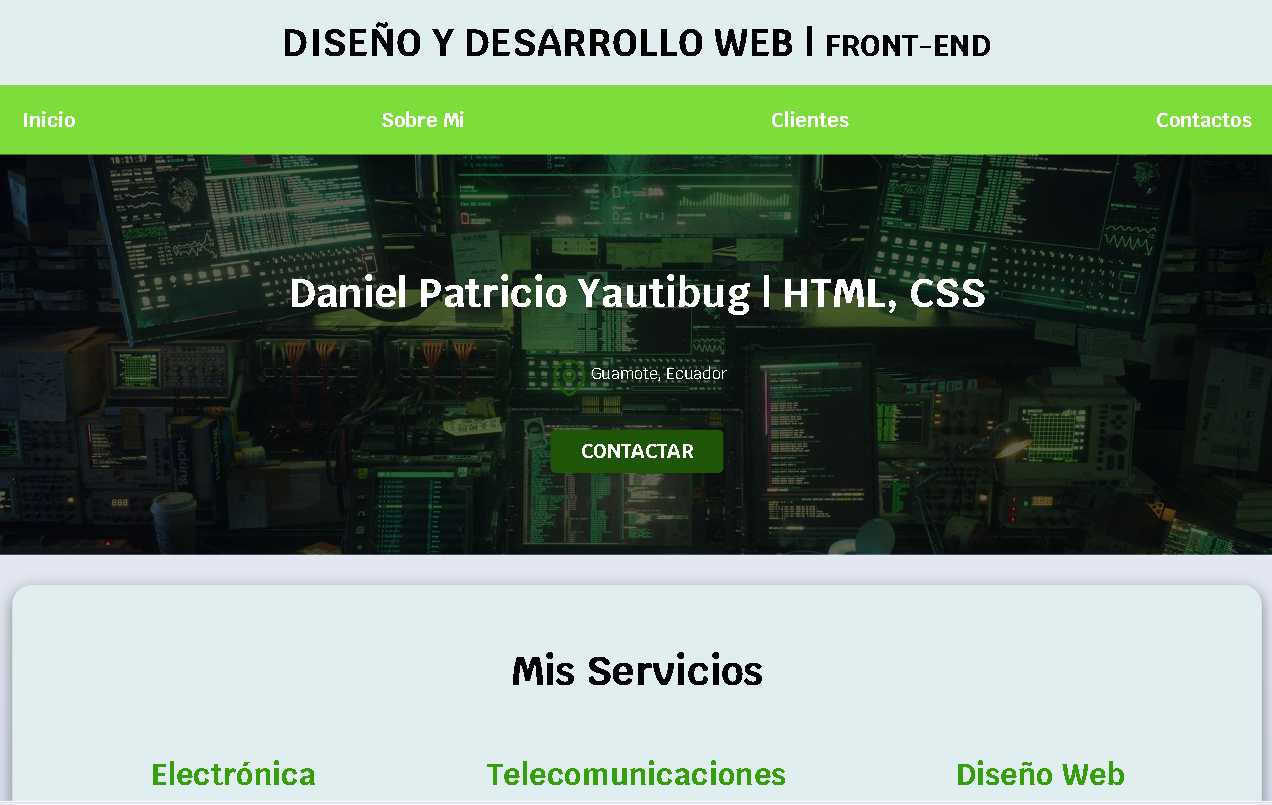 DISEÑO Y DESARROLLO WEB | FRONT-END
Inicio Sobre Mi Clientes Contactos
Daniel Patricio Yautibug | HTML, CSS
Guamote, Ecuador
CONTACTAR
Mis Servicios
Electrónica Telecomunicaciones Diseño Web